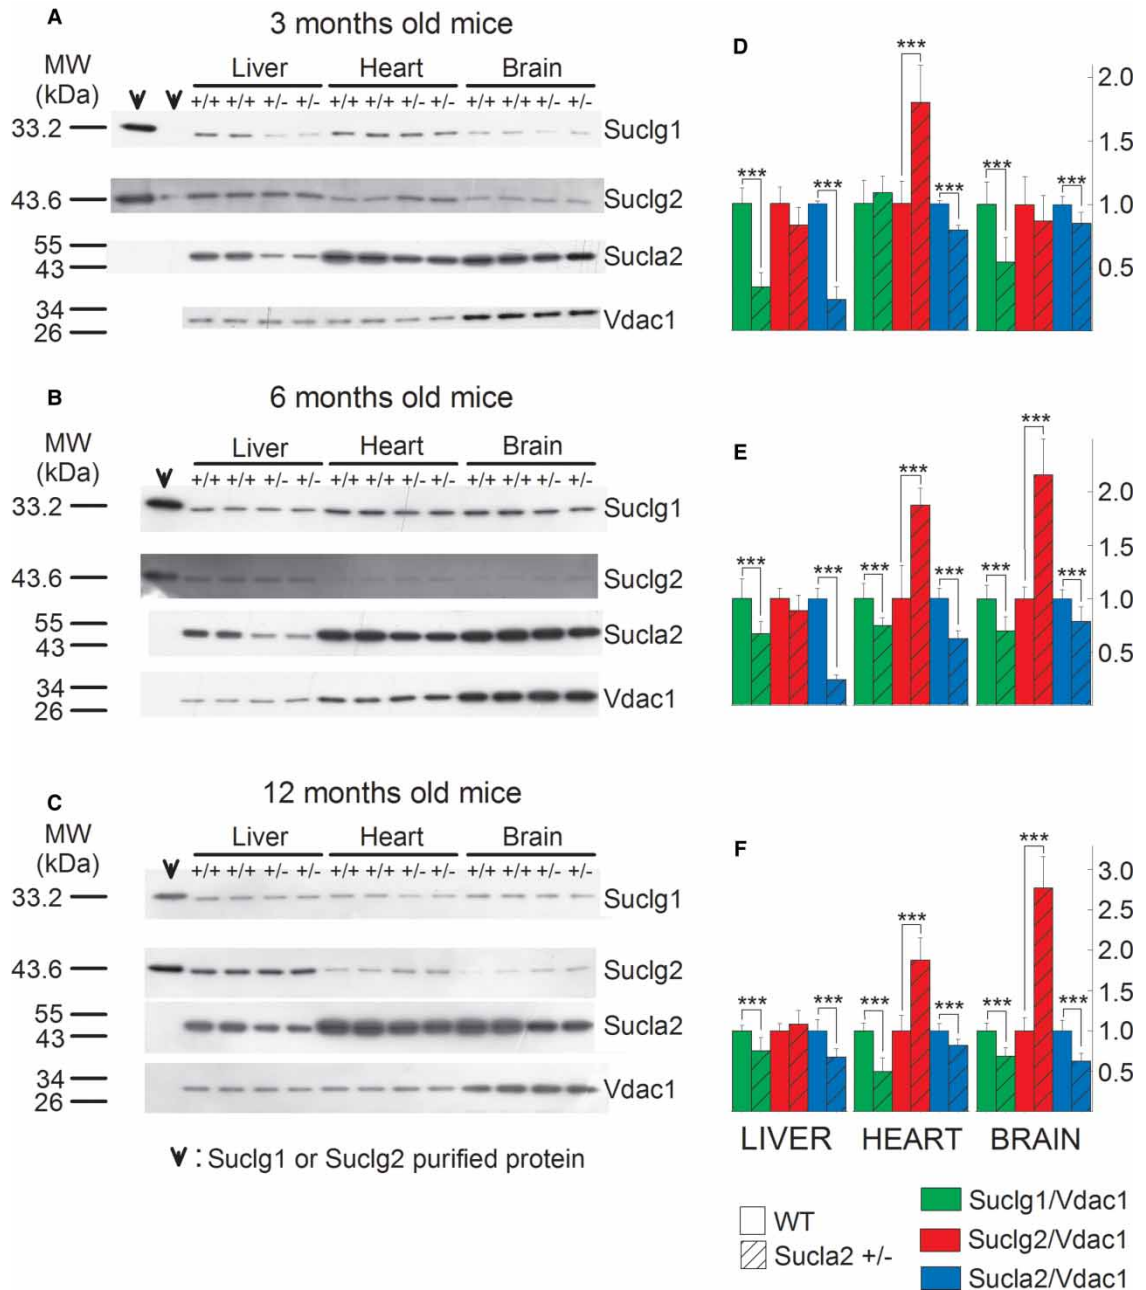 A
3 months old mice
MW
(kDa)
Liver Heart Brain
+/+ +/+ +/- +/- +/+ +/+ +/- +/- +/+ +/+ +/- +/-
33.2 Suclg1
43.6 Suclg2
55
43 Sucla2
34
26 Vdac1
D
*** *** *** *** *** ***
2.0
1.5
1.0
0.5
B
6 months old mice
MW
(kDa)
Liver Heart Brain
+/+ +/+ +/- +/- +/+ +/+ +/- +/- +/+ +/+ +/- +/-
33.2 Suclg1
43.6 Suclg2
55
43 Sucla2
34
26 Vdac1
E
*** *** *** *** *** *** *** ***
2.0
1.5
1.0
0.5
C
12 months old mice
MW
(kDa)
Liver Heart Brain
+/+ +/+ +/- +/- +/+ +/+ +/- +/- +/+ +/+ +/- +/-
33.2 Suclg1
43.6 Suclg2
55
43 Sucla2
34
26 Vdac1
: Suclg1 or Suclg2 purified protein
F
*** *** *** *** *** *** *** ***
3.0
2.5
2.0
1.0
0.5
LIVER HEART BRAIN
WT
Sucla2 +/-
Suclg1/Vdac1
Suclg2/Vdac1
Sucla2/Vdac1